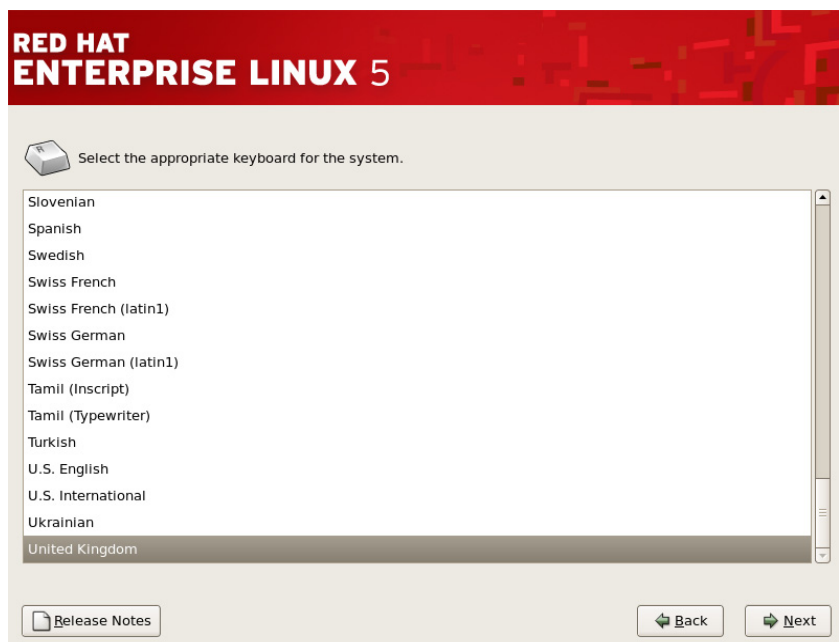 RED HAT
ENTERPRISE LINUX 5
R
Select the appropriate keyboard for the system.
Slovenian
Spanish
Swedish
Swiss French
Swiss French (latin1)
Swiss German
Swiss German (latin1)
Tamil (Inscript)
Tamil (Typewriter)
Turkish
U.S. English
U.S. International
Ukrainian
United Kingdom
Release Notes
Back
Next